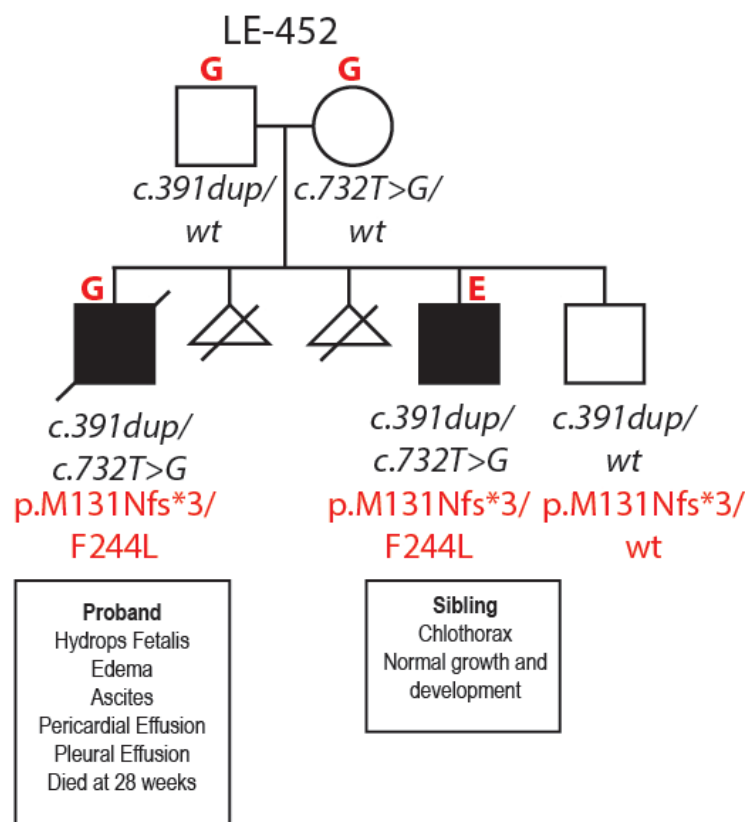 LE-452
G G
c.391dup/ c.732T>G/
wt wt
G E
c.391dup/ c.391dup/ c.391dup/
c.732T>G c.732T>G wt
p.M131Nfs*3/ p.M131Nfs*3/ p.M131Nfs*3/
F244L F244L wt
Proband
Hydrops Fetalis
Edema
Ascites
Pericardial Effusion
Pleural Effusion
Died at 28 weeks
Sibling
Chlothorax
Normal growth and
development